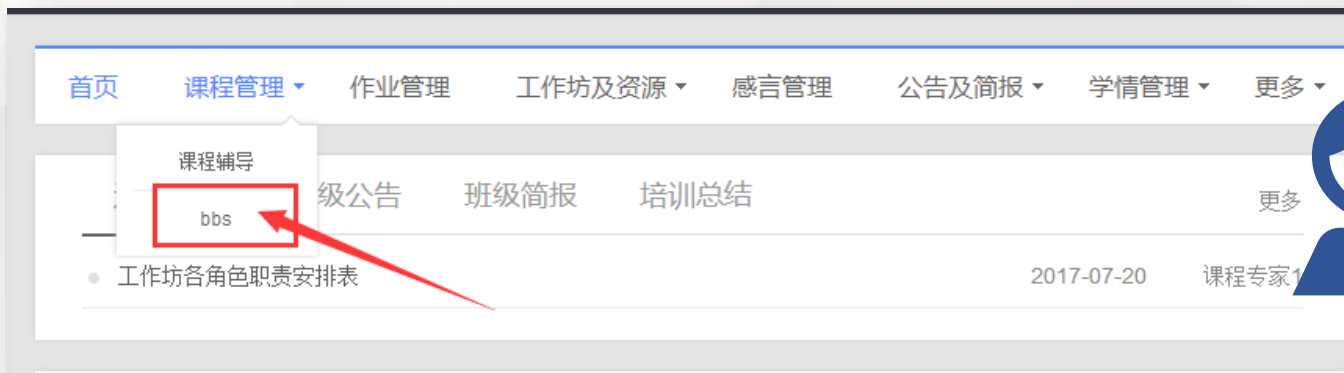 首页 课程管理 作业管理 工作坊及资源 感言管理 公告及简报 学情管理 更多
课程辅导
级公告 班级简报 培训总结 更多
bbs
工作坊各角色职责安排表 2017-07-20 课程专家1